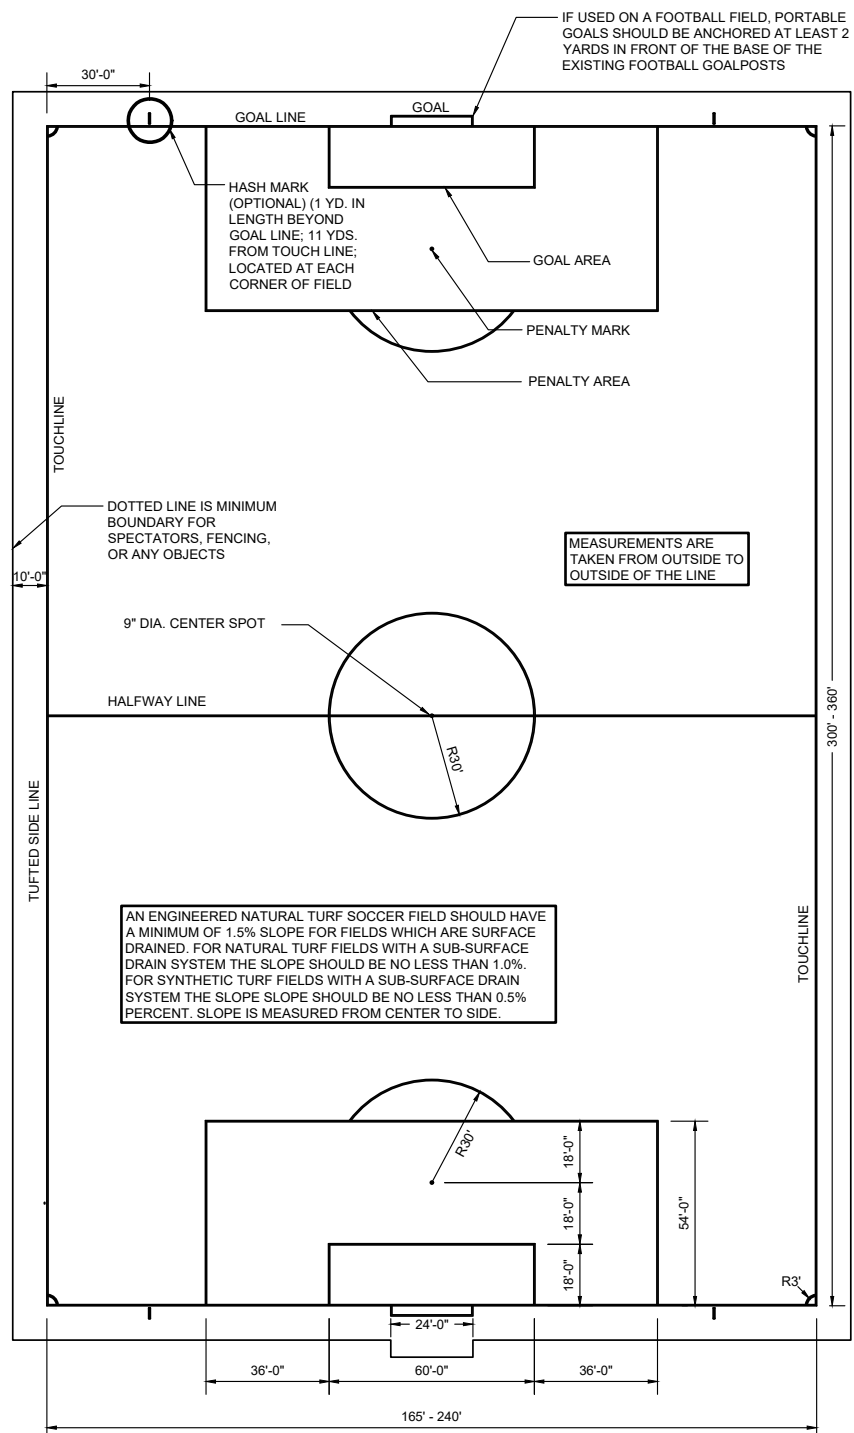 IF USED ON A FOOTBALL FIELD, PORTABLE
GOALS SHOULD BE ANCHORED AT LEAST 2
YARDS IN FRONT OF THE BASE OF THE
EXISTING FOOTBALL GOALPOSTS
30'-0"
GOAL LINE
GOAL
HASH MARK
(OPTIONAL) (1 YD. IN
LENGTH BEYOND
GOAL LINE; 11 YDS.
FROM TOUCH LINE;
LOCATED AT EACH
CORNER OF FIELD
GOAL AREA
PENALTY MARK
PENALTY AREA
TOUCHLINE
DOTTED LINE IS MINIMUM
BOUNDARY FOR
SPECTATORS, FENCING,
OR ANY OBJECTS
MEASUREMENTS ARE
TAKEN FROM OUTSIDE TO
OUTSIDE OF THE LINE
10'-0"
9" DIA. CENTER SPOT
HALFWAY LINE
R30'
300' - 360'
TUFTED SIDE LINE
AN ENGINEERED NATURAL TURF SOCCER FIELD SHOULD HAVE
A MINIMUM OF 1.5% SLOPE FOR FIELDS WHICH ARE SURFACE
DRAINED. FOR NATURAL TURF FIELDS WITH A SUB-SURFACE
DRAIN SYSTEM THE SLOPE SHOULD BE NO LESS THAN 1.0%.
FOR SYNTHETIC TURF FIELDS WITH A SUB-SURFACE DRAIN
SYSTEM THE SLOPE SLOPE SHOULD BE NO LESS THAN 0.5%
PERCENT. SLOPE IS MEASURED FROM CENTER TO SIDE.
TOUCHLINE
R30'
18'-0"
18'-0"
18'-0"
54'-0"
R3'
24'-0"
36'-0"
60'-0"
36'-0"
165' - 240'